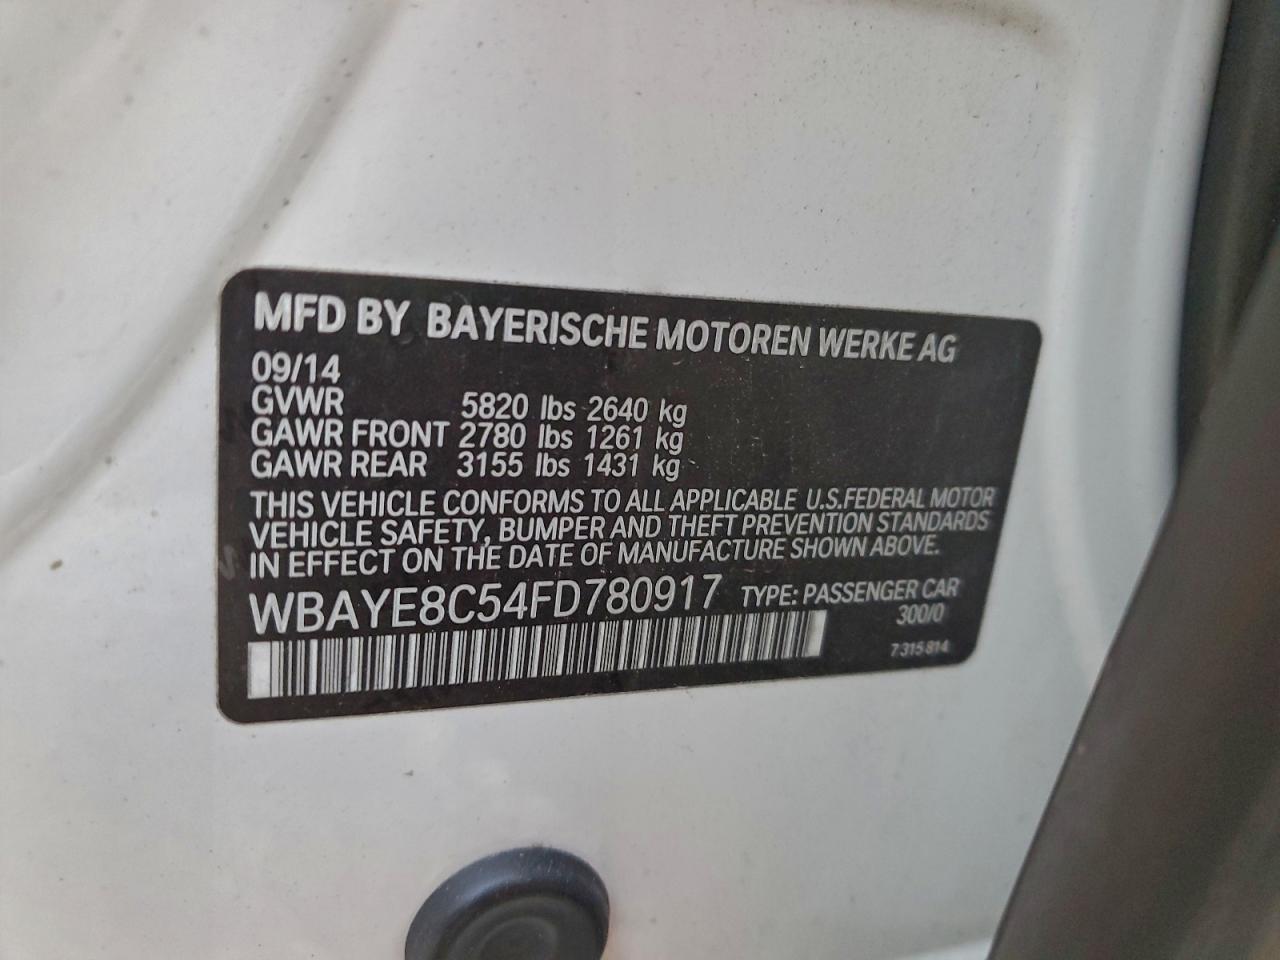 MFD BY BAYERISCHE MOTOREN WERKE AG
09/14
GVWR 5820 lbs 2640 kg
GAWR FRONT 2780 lbs 1261 kg
GAWR REAR 3155 lbs 1431 kg
THIS VEHICLE CONFORMS TO ALL APPLICABLE U.S.FEDERAL MOTOR
VEHICLE SAFETY, BUMPER AND THEFT PREVENTION STANDARDS
IN EFFECT ON THE DATE OF MANUFACTURE SHOWN ABOVE.
WBAYE8C54FD780917 TYPE: PASSENGER CAR
300/0
7 315 814